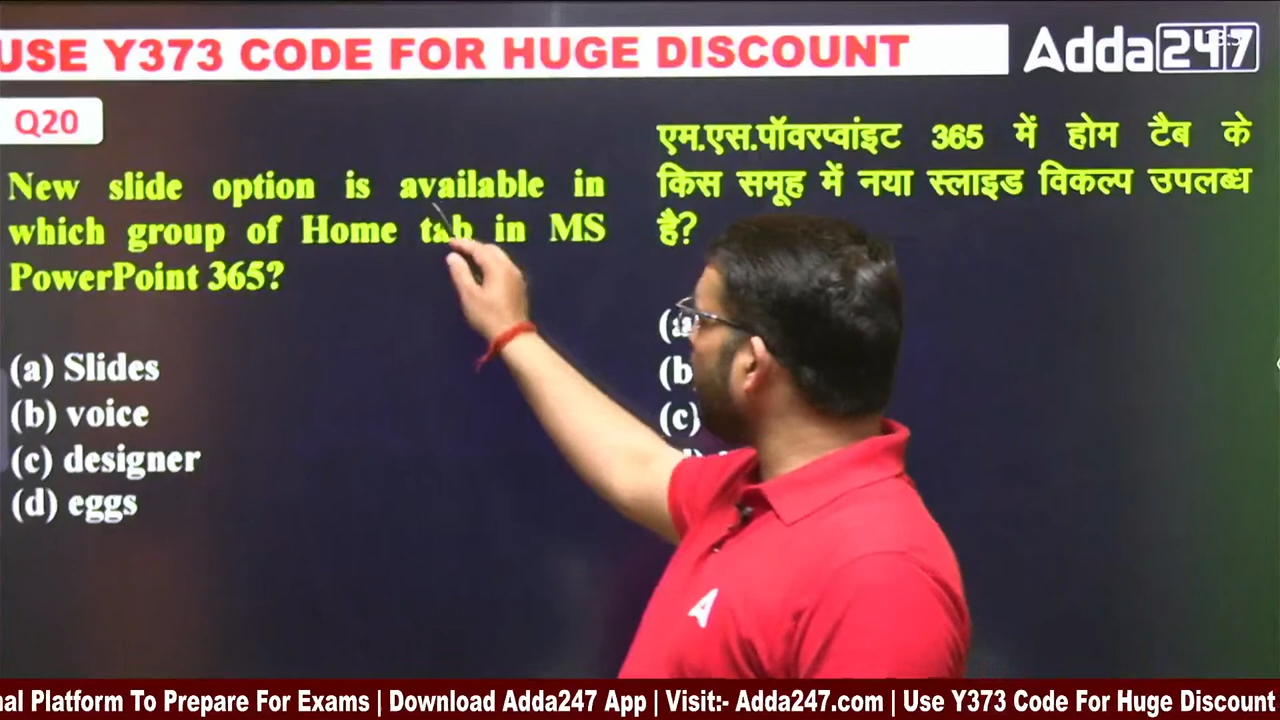 USE Y373 CODE FOR HUGE DISCOUNT
Adda247
Q20
New slide option is available in
which group of Home tab in MS
PowerPoint 365?
(a) Slides
(b) voice
(c) designer
(d) eggs
एम.एस.पॉवरप्वांइट 365 में होम टैब के
किस समूह में नया स्लाइड विकल्प उपलब्ध
है?
(a
(b
(c)
nal Platform To Prepare For Exams | Download Adda247 App | Visit:- Adda247.com | Use Y373 Code For Huge Discount